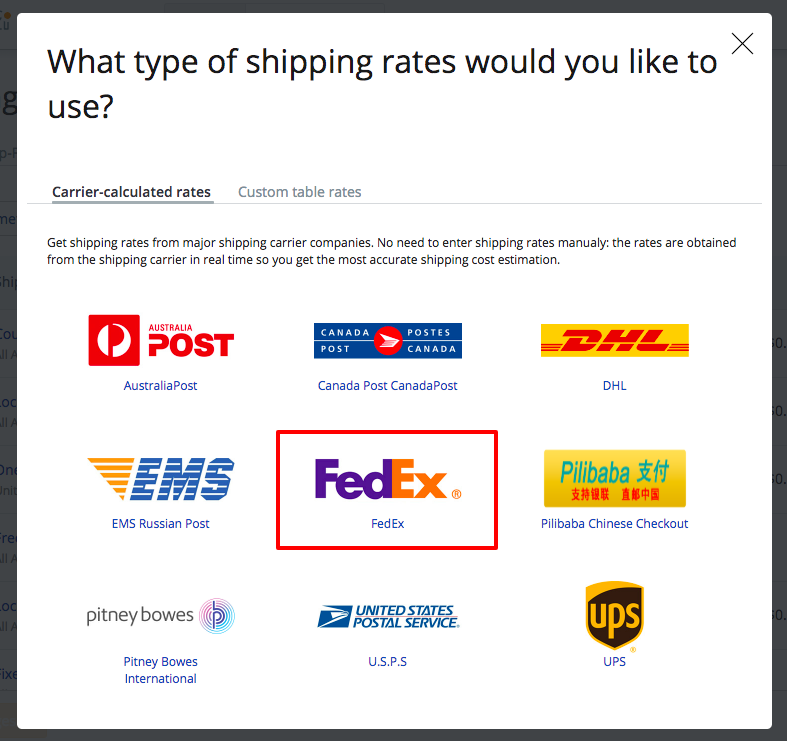 What type of shipping rates would you like to
use?
Carrier-calculated rates
Custom table rates
Get shipping rates from major shipping carrier companies. No need to enter shipping rates manualy: the rates are obtained
from the shipping carrier in real time so you get the most accurate shipping cost estimation.
AUSTRALIA
POST
AustraliaPost
CANADA POSTES
POST CANADA
Canada Post CanadaPost
DHL
DHL
EMS
EMS Russian Post
FedEx®
FedEx
Pilibaba 支付
支持银联 直邮中国
Pilibaba Chinese Checkout
pitney bowes
Pitney Bowes
International
UNITED STATES
POSTAL SERVICE®
U.S.P.S
ups
UPS